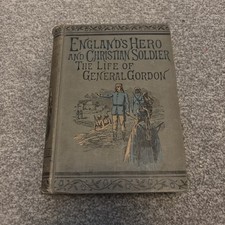 ENGLAND'S HERO
AND CHRISTIAN SOLDIER
THE LIFE OF
GENERAL GORDON